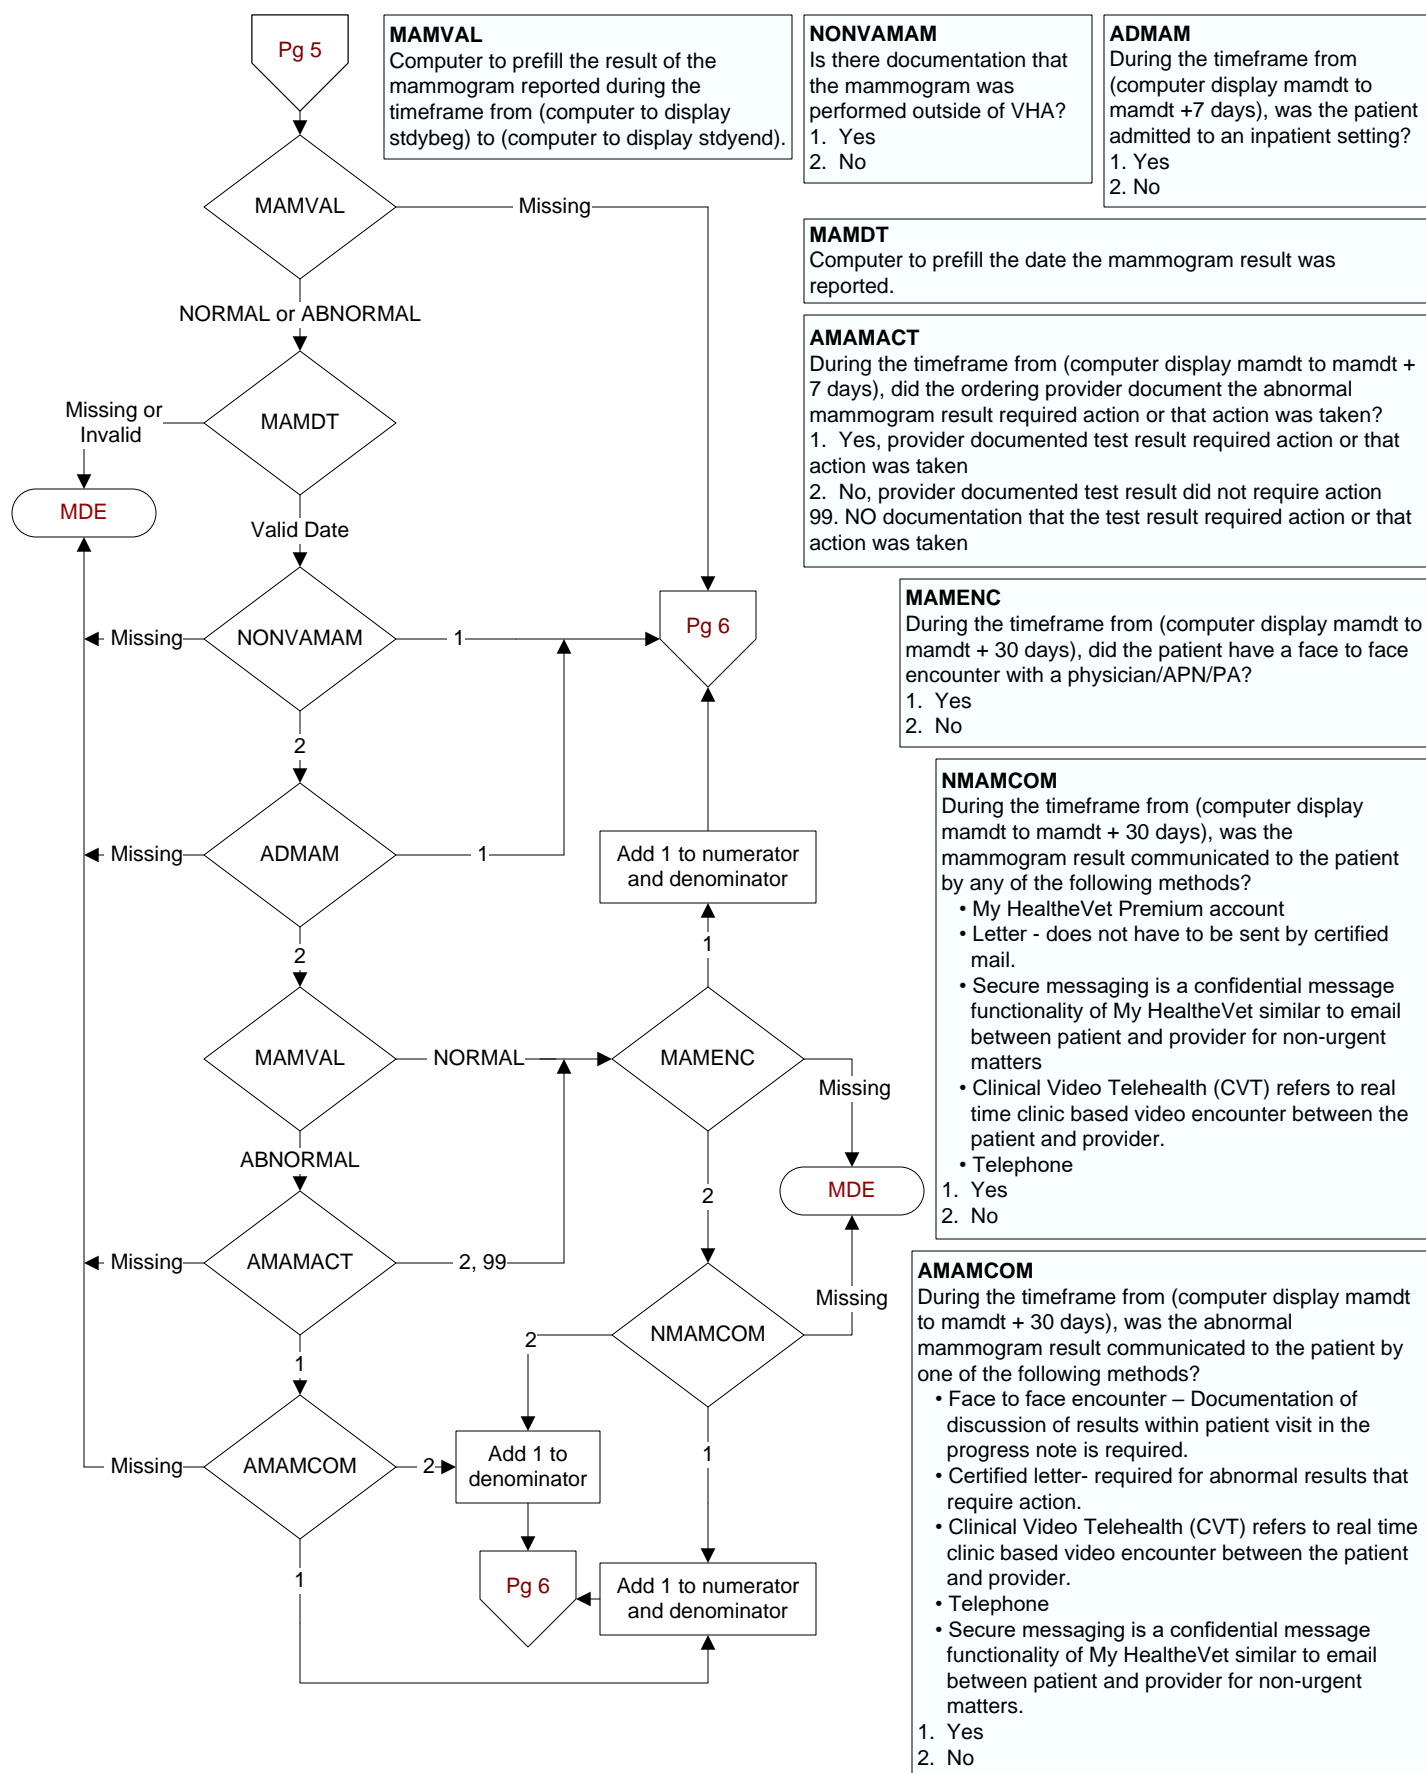 Pg 5
MAMVAL
Computer to prefill the result of the
mammogram reported during the
timeframe from (computer to display
stdybeg) to (computer to display stdyend).
NONVAMAM
Is there documentation that
the mammogram was
performed outside of VHA?
1. Yes
2. No
ADMAM
During the timeframe from
(computer display mamdt to
mamdt +7 days), was the patient
admitted to an inpatient setting?
1. Yes
2. No
MAMVAL
Missing
MAMDT
Computer to prefill the date the mammogram result was
reported.
NORMAL or ABNORMAL
AMAMACT
During the timeframe from (computer display mamdt to mamdt +
7 days), did the ordering provider document the abnormal
mammogram result required action or that action was taken?
1. Yes, provider documented test result required action or that
action was taken
2. No, provider documented test result did not require action
99. NO documentation that the test result required action or that
action was taken
Missing or
Invalid
MAMDT
MDE
Valid Date
Missing
NONVAMAM
1
Pg 6
MAMENC
During the timeframe from (computer display mamdt to
mamdt + 30 days), did the patient have a face to face
encounter with a physician/APN/PA?
1. Yes
2. No
2
Missing
ADMAM
1
Add 1 to numerator
and denominator
NMAMCOM
During the timeframe from (computer display
mamdt to mamdt + 30 days), was the
mammogram result communicated to the patient
by any of the following methods?
• My HealtheVet Premium account
• Letter - does not have to be sent by certified
mail.
• Secure messaging is a confidential message
functionality of My HealtheVet similar to email
between patient and provider for non-urgent
matters
• Clinical Video Telehealth (CVT) refers to real
time clinic based video encounter between the
patient and provider.
• Telephone
1. Yes
2. No
2
1
MAMVAL
NORMAL
MAMENC
Missing
ABNORMAL
2
MDE
Missing
AMAMACT
2, 99
Missing
NMAMCOM
2
1
1
AMAMCOM
During the timeframe from (computer display mamdt
to mamdt + 30 days), was the abnormal
mammogram result communicated to the patient by
one of the following methods?
• Face to face encounter – Documentation of
discussion of results within patient visit in the
progress note is required.
• Certified letter- required for abnormal results that
require action.
• Clinical Video Telehealth (CVT) refers to real time
clinic based video encounter between the patient
and provider.
• Telephone
• Secure messaging is a confidential message
functionality of My HealtheVet similar to email
between patient and provider for non-urgent
matters.
1. Yes
2. No
Missing
AMAMCOM
2
Add 1 to
denominator
1
Pg 6
Add 1 to numerator
and denominator